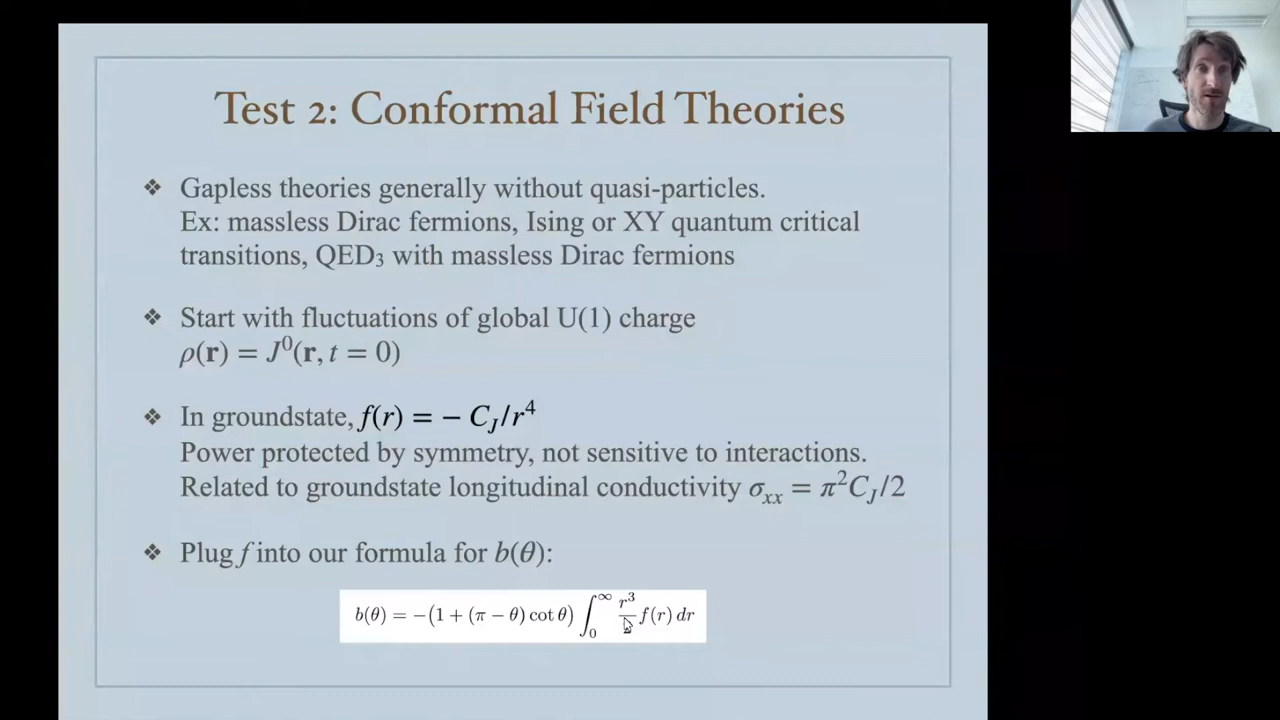 Test 2: Conformal Field Theories
❖ Gapless theories generally without quasi-particles.
Ex: massless Dirac fermions, Ising or XY quantum critical
transitions, QED₃ with massless Dirac fermions
❖ Start with fluctuations of global U(1) charge
ρ(𝐫) = J⁰(𝐫, t = 0)
❖ In groundstate, f(r) = − C_J/r⁴
Power protected by symmetry, not sensitive to interactions.
Related to groundstate longitudinal conductivity σ_xx = π²C_J/2
❖ Plug f into our formula for b(θ):
b(θ) = −(1 + (π − θ) cot θ) ∫₀^∞ r³/2 f(r) dr